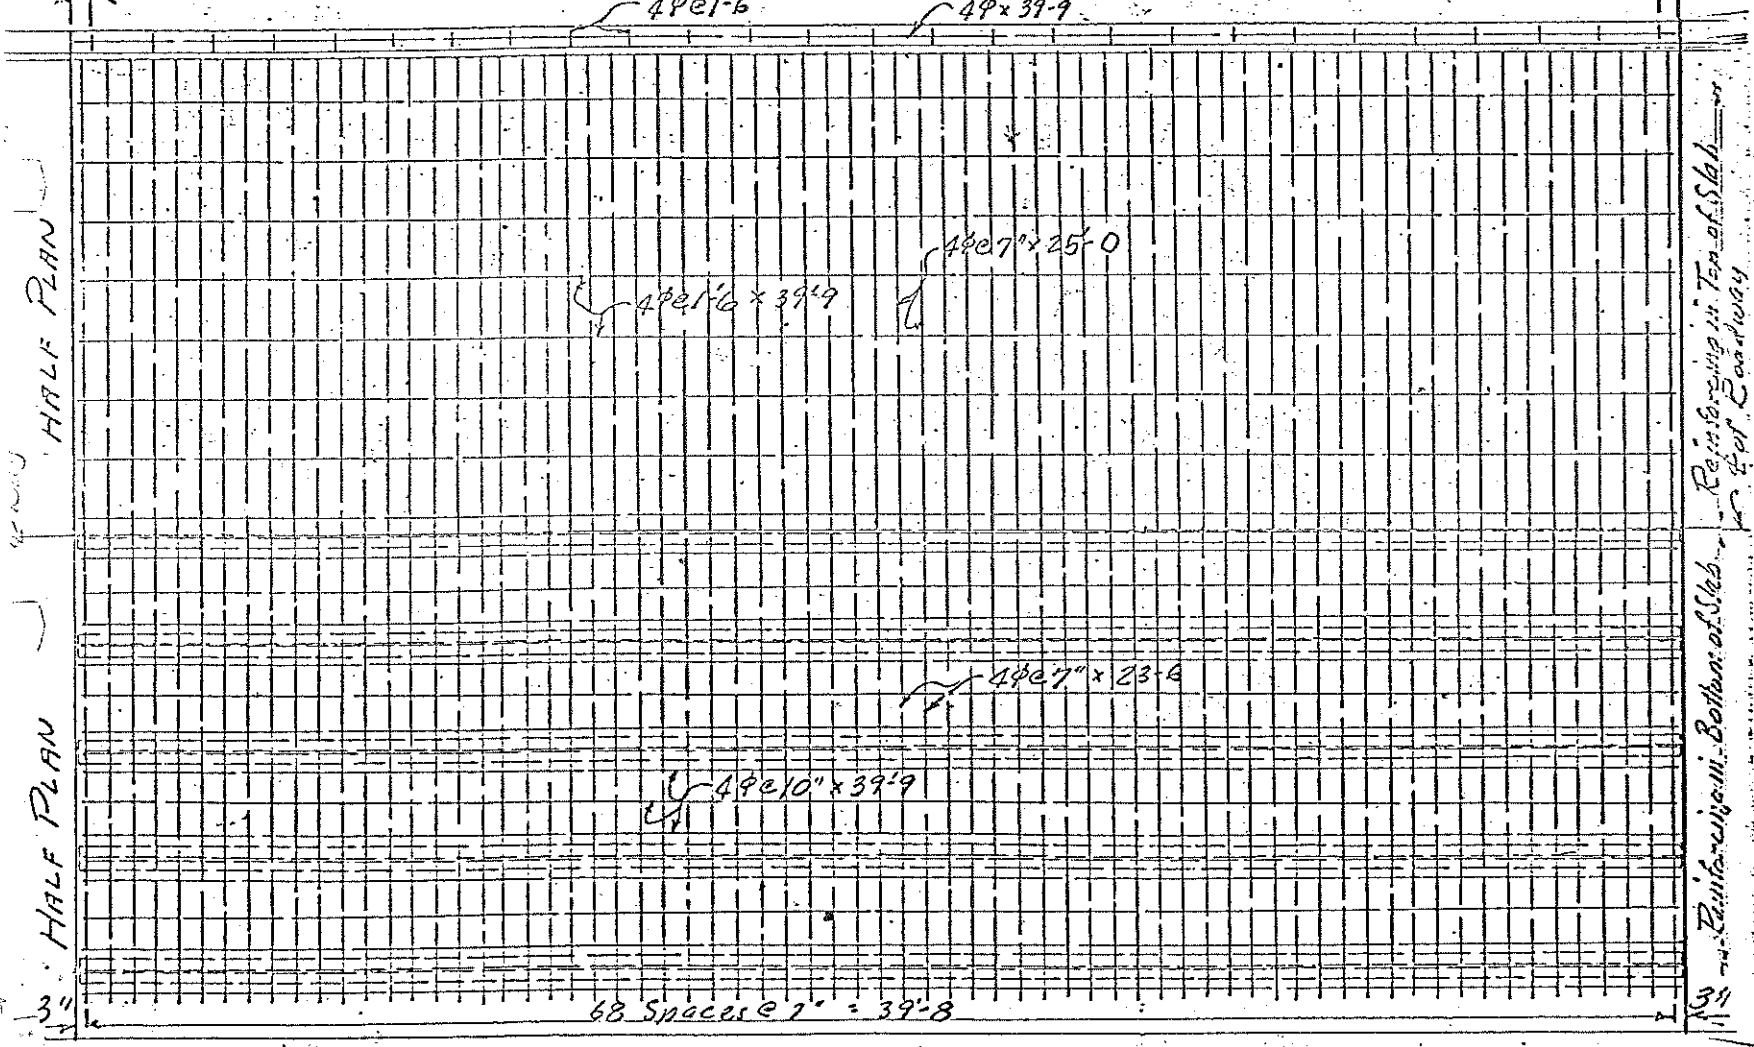 4φ@1-6
4φ x 39-9
HALF PLAN
4φ@7" x 25'-0
4φ@1'-6 x 39'-9
Reinforcing in Top of Slab
℄ of Roadway
HALF PLAN
4φ@7" x 23-6
4φ@10" x 39'-9
Reinforcing in Bottom of Slab
3"
68 Spaces @ 7" = 39'-8
3"